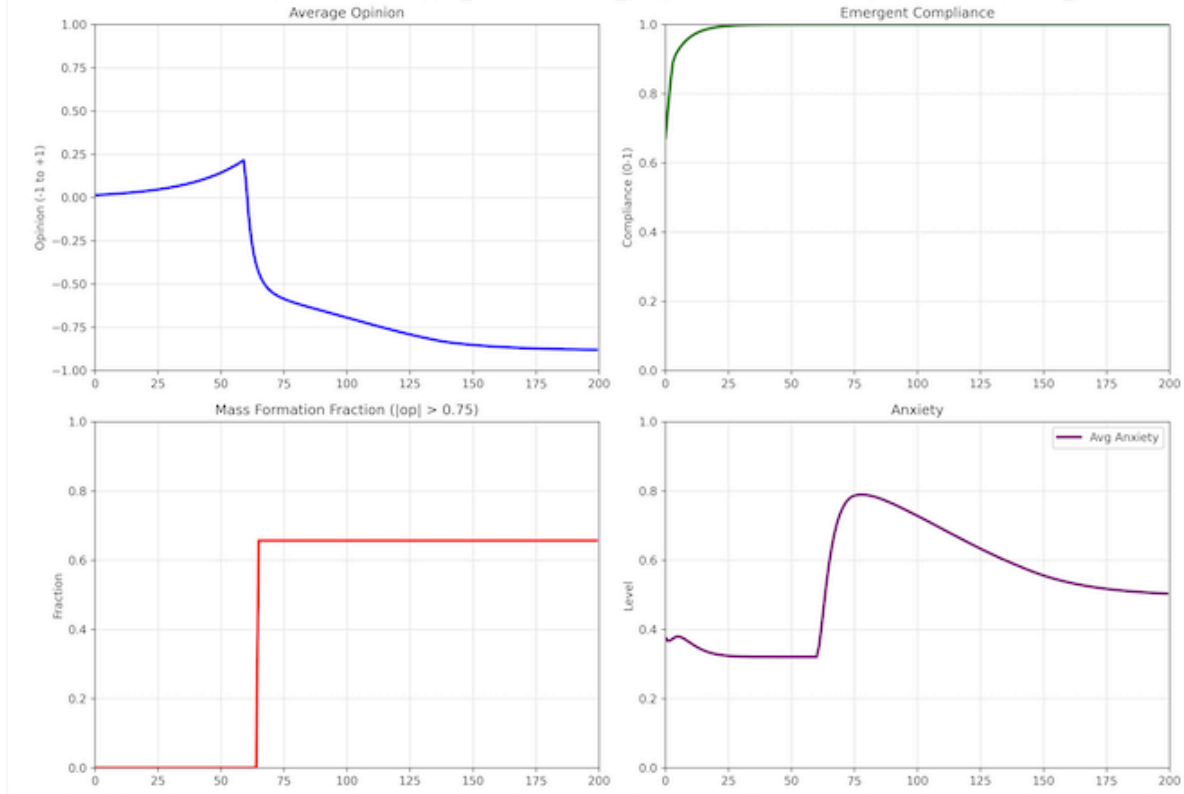 Average Opinion
1.00
0.75
0.50
0.25
0.00
−0.25
−0.50
−0.75
−1.00
Opinion (-1 to +1)
0 25 50 75 100 125 150 175 200
Emergent Compliance
1.0
0.8
0.6
0.4
0.2
0.0
Compliance (0-1)
0 25 50 75 100 125 150 175 200
Mass Formation Fraction (|op| > 0.75)
1.0
0.8
0.6
0.4
0.2
0.0
Fraction
0 25 50 75 100 125 150 175 200
Anxiety
Avg Anxiety
1.0
0.8
0.6
0.4
0.2
0.0
Level
0 25 50 75 100 125 150 175 200